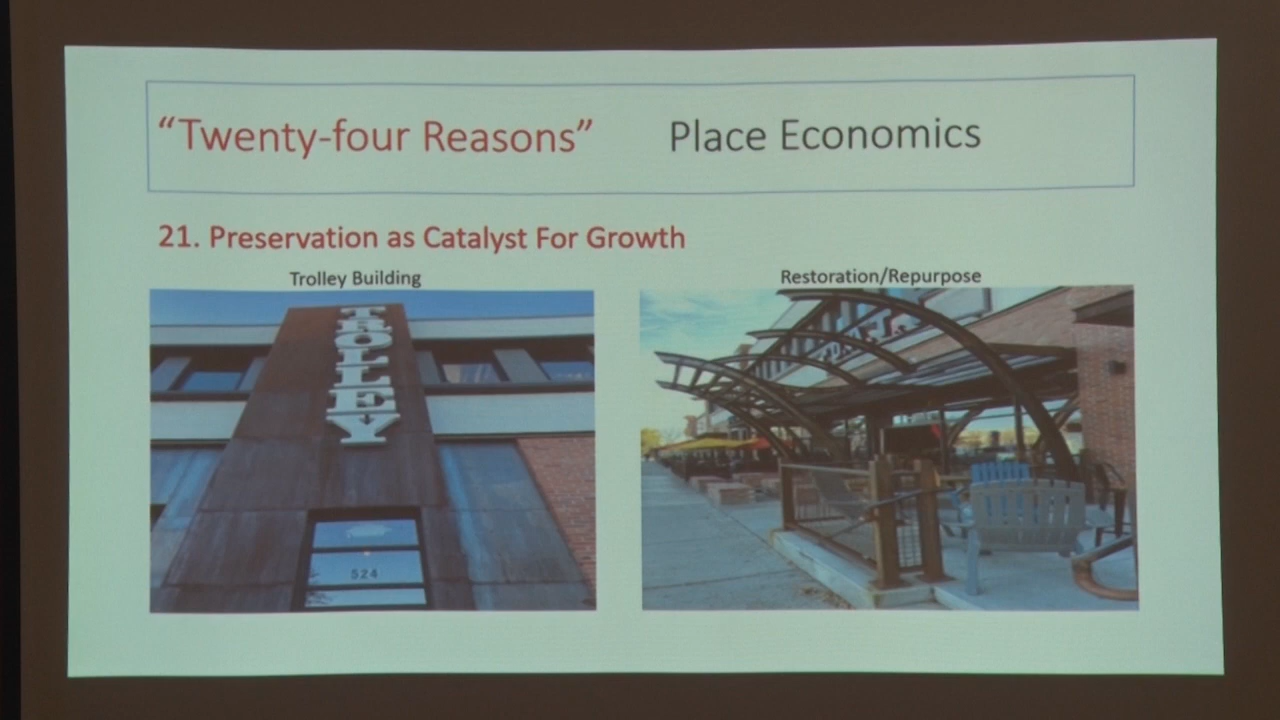 “Twenty-four Reasons” Place Economics
21. Preservation as Catalyst For Growth
Trolley Building
Restoration/Repurpose
TROLLEY
524